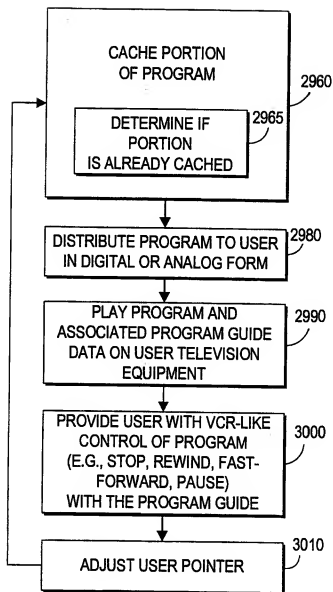 CACHE PORTION
OF PROGRAM
2960
DETERMINE IF
PORTION
IS ALREADY CACHED
2965
DISTRIBUTE PROGRAM TO USER
IN DIGITAL OR ANALOG FORM
2980
PLAY PROGRAM AND
ASSOCIATED PROGRAM GUIDE
DATA ON USER TELEVISION
EQUIPMENT
2990
PROVIDE USER WITH VCR-LIKE
CONTROL OF PROGRAM
(E.G., STOP, REWIND, FAST-
FORWARD, PAUSE)
WITH THE PROGRAM GUIDE
3000
ADJUST USER POINTER
3010